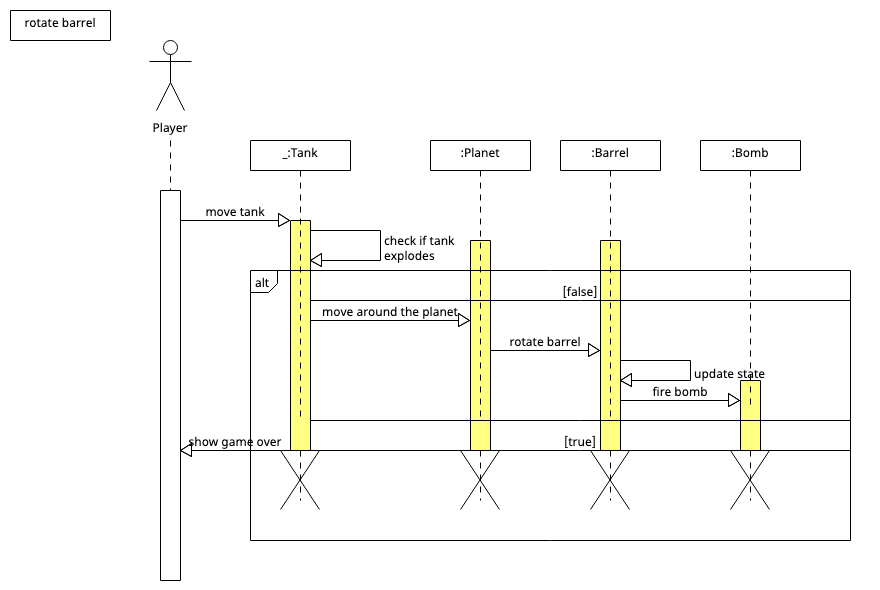 rotate barrel
Player
_:Tank
:Planet
:Barrel
:Bomb
move tank
check if tank
explodes
alt
[false]
move around the planet
rotate barrel
update state
fire bomb
show game over
[true]